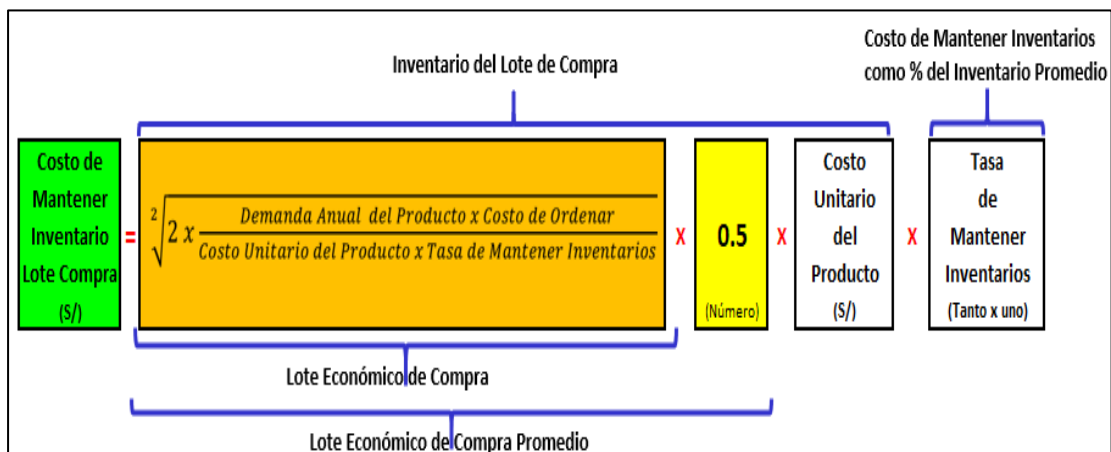 Costo de Mantener Inventarios
como % del Inventario Promedio
Inventario del Lote de Compra
Costo de
Mantener
Inventario
Lote Compra
(S/)
=
2
√
2 x
Demanda Anual del Producto x Costo de Ordenar
Costo Unitario del Producto x Tasa de Mantener Inventarios
x
0.5
(Número)
x
Costo
Unitario
del
Producto
(S/)
x
Tasa
de
Mantener
Inventarios
(Tanto x uno)
Lote Económico de Compra
Lote Económico de Compra Promedio